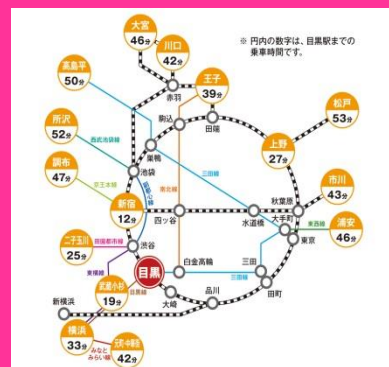 ※ 円内の数字は、目黒駅までの
乗車時間です。
大宮
46分
川口
42分
高島平
50分
王子
39分
赤羽
松戸
53分
所沢
52分
駒込
田端
上野
27分
西武池袋線
巣鴨
三田線
調布
47分
池袋
京王本線
南北線
市川
43分
新宿
12分
秋葉原
大手町
四ツ谷
水道橋
東西線
浦安
46分
東京
二子玉川
25分
田園都市線
渋谷
東横線
目黒
白金高輪
三田
三田線
武蔵小杉
19分
目黒線
大崎
品川
田町
新横浜
横浜
33分
みなと
みらい線
42分